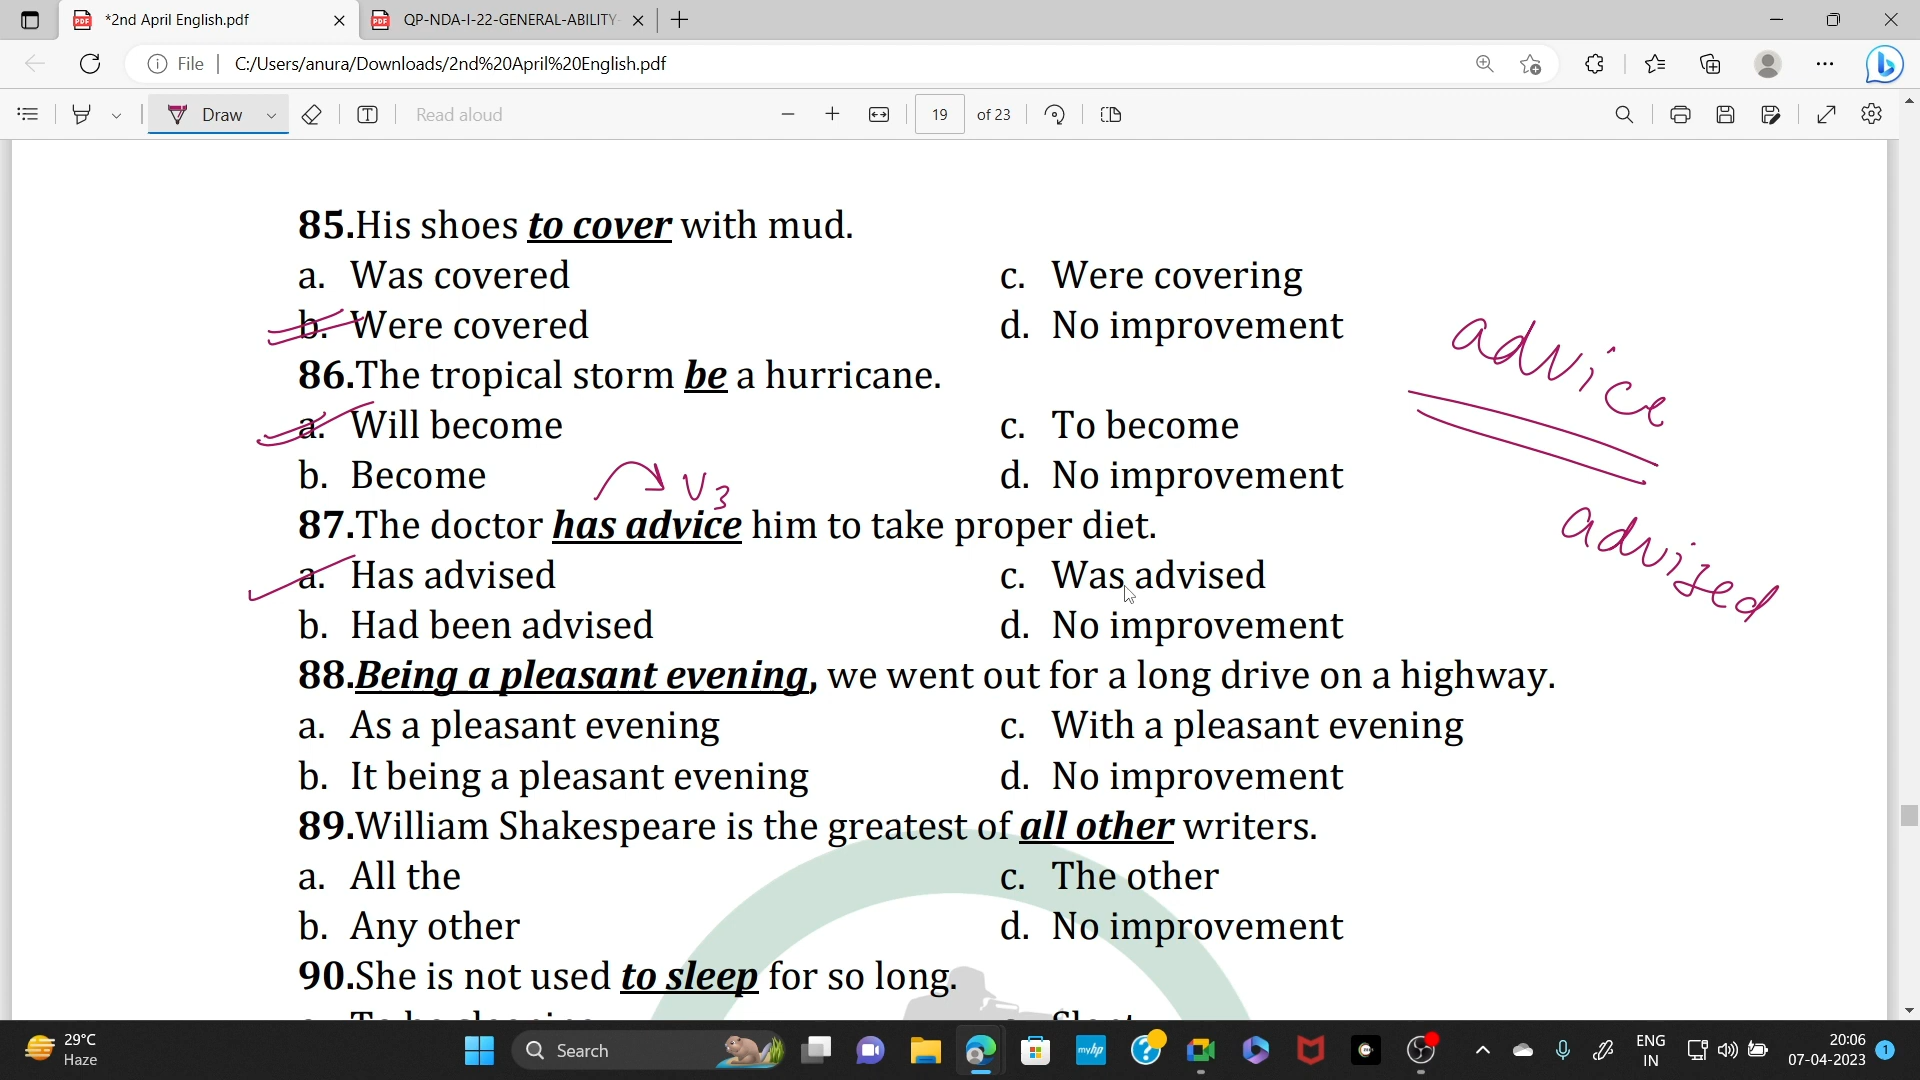 *2nd April English.pdf
QP-NDA-I-22-GENERAL-ABILITY-
File
C:/Users/anura/Downloads/2nd%20April%20English.pdf
Draw
Read aloud
19 of 23
85.His shoes to cover with mud.
a. Was covered
c. Were covering
b. Were covered
d. No improvement
advice
86.The tropical storm be a hurricane.
a. Will become
c. To become
b. Become
d. No improvement
V3
87.The doctor has advice him to take proper diet.
advised
a. Has advised
c. Was advised
b. Had been advised
d. No improvement
88.Being a pleasant evening, we went out for a long drive on a highway.
a. As a pleasant evening
c. With a pleasant evening
b. It being a pleasant evening
d. No improvement
89.William Shakespeare is the greatest of all other writers.
a. All the
c. The other
b. Any other
d. No improvement
90.She is not used to sleep for so long.
29°C
Haze
Search
myhp
ENG
IN
20:06
07-04-2023
1